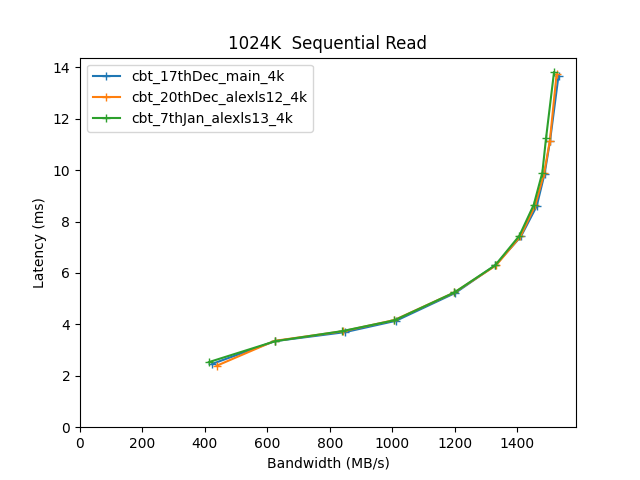 1024K  Sequential Read
cbt_17thDec_main_4k
cbt_20thDec_alexls12_4k
cbt_7thJan_alexls13_4k
14
12
10
8
6
4
2
0
Latency (ms)
0 200 400 600 800 1000 1200 1400
Bandwidth (MB/s)